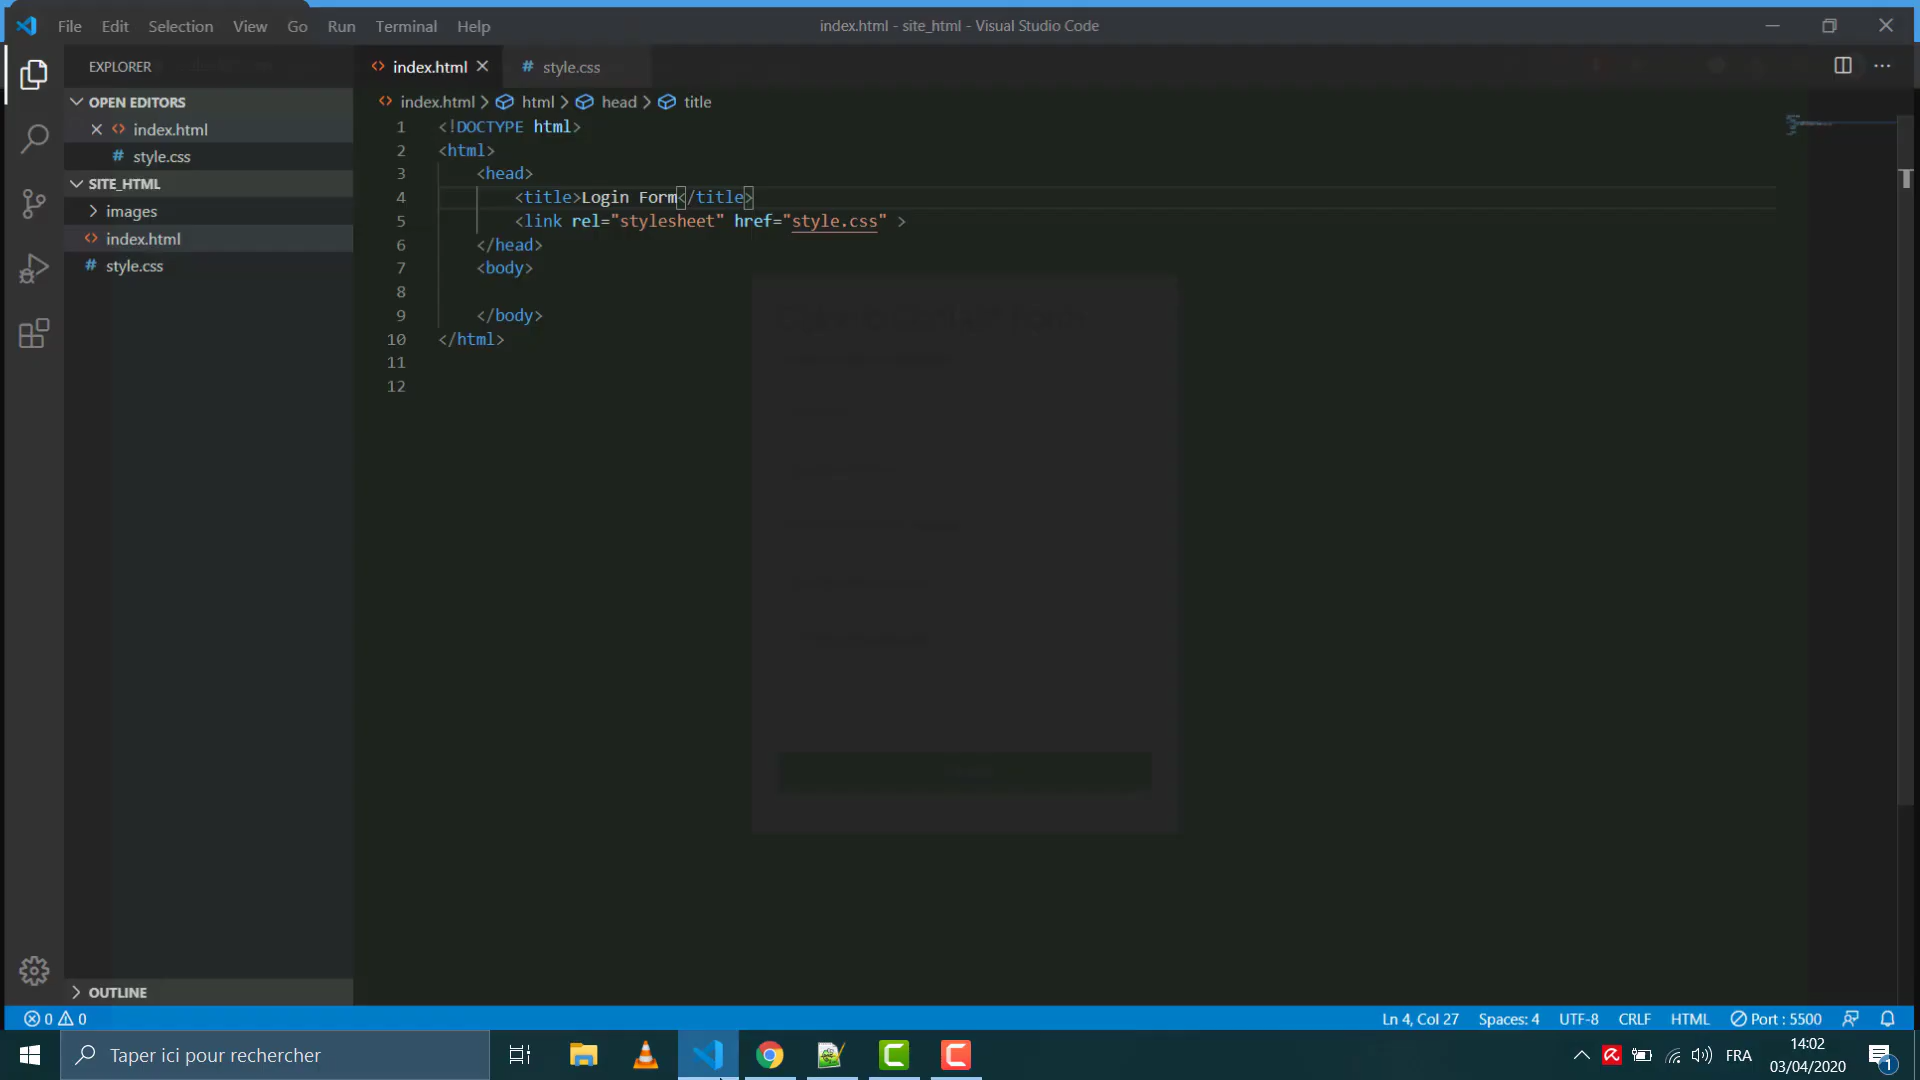 File Edit Selection View Go Run Terminal Help
index.html - site_html - Visual Studio Code
EXPLORER
index.html
# style.css
OPEN EDITORS
index.html
# style.css
SITE_HTML
images
index.html
# style.css
OUTLINE
index.html > html > head > title
1 <!DOCTYPE html>
2 <html>
3 <head>
4 <title>Login Form</title>
5 <link rel="stylesheet" href="style.css" >
6 </head>
7 <body>
8
9 </body>
10 </html>
11
12
0 0
Ln 4, Col 27 Spaces: 4 UTF-8 CRLF HTML Port : 5500
Taper ici pour rechercher
FRA
14:02
03/04/2020
1